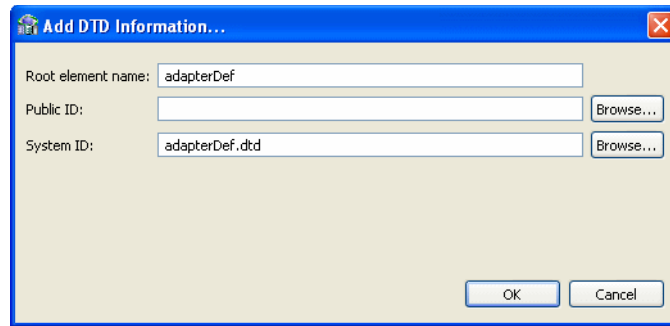 Add DTD Information...
Root element name: adapterDef
Public ID: Browse...
System ID: adapterDef.dtd Browse...
OK Cancel